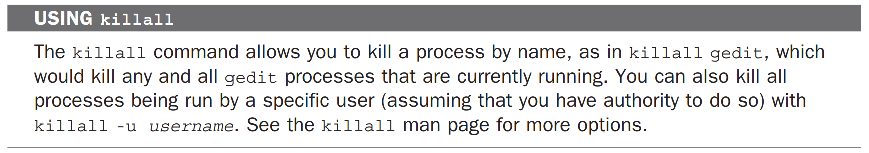 USING killall
The killall command allows you to kill a process by name, as in killall gedit, which
would kill any and all gedit processes that are currently running. You can also kill all
processes being run by a specific user (assuming that you have authority to do so) with
killall -u username. See the killall man page for more options.